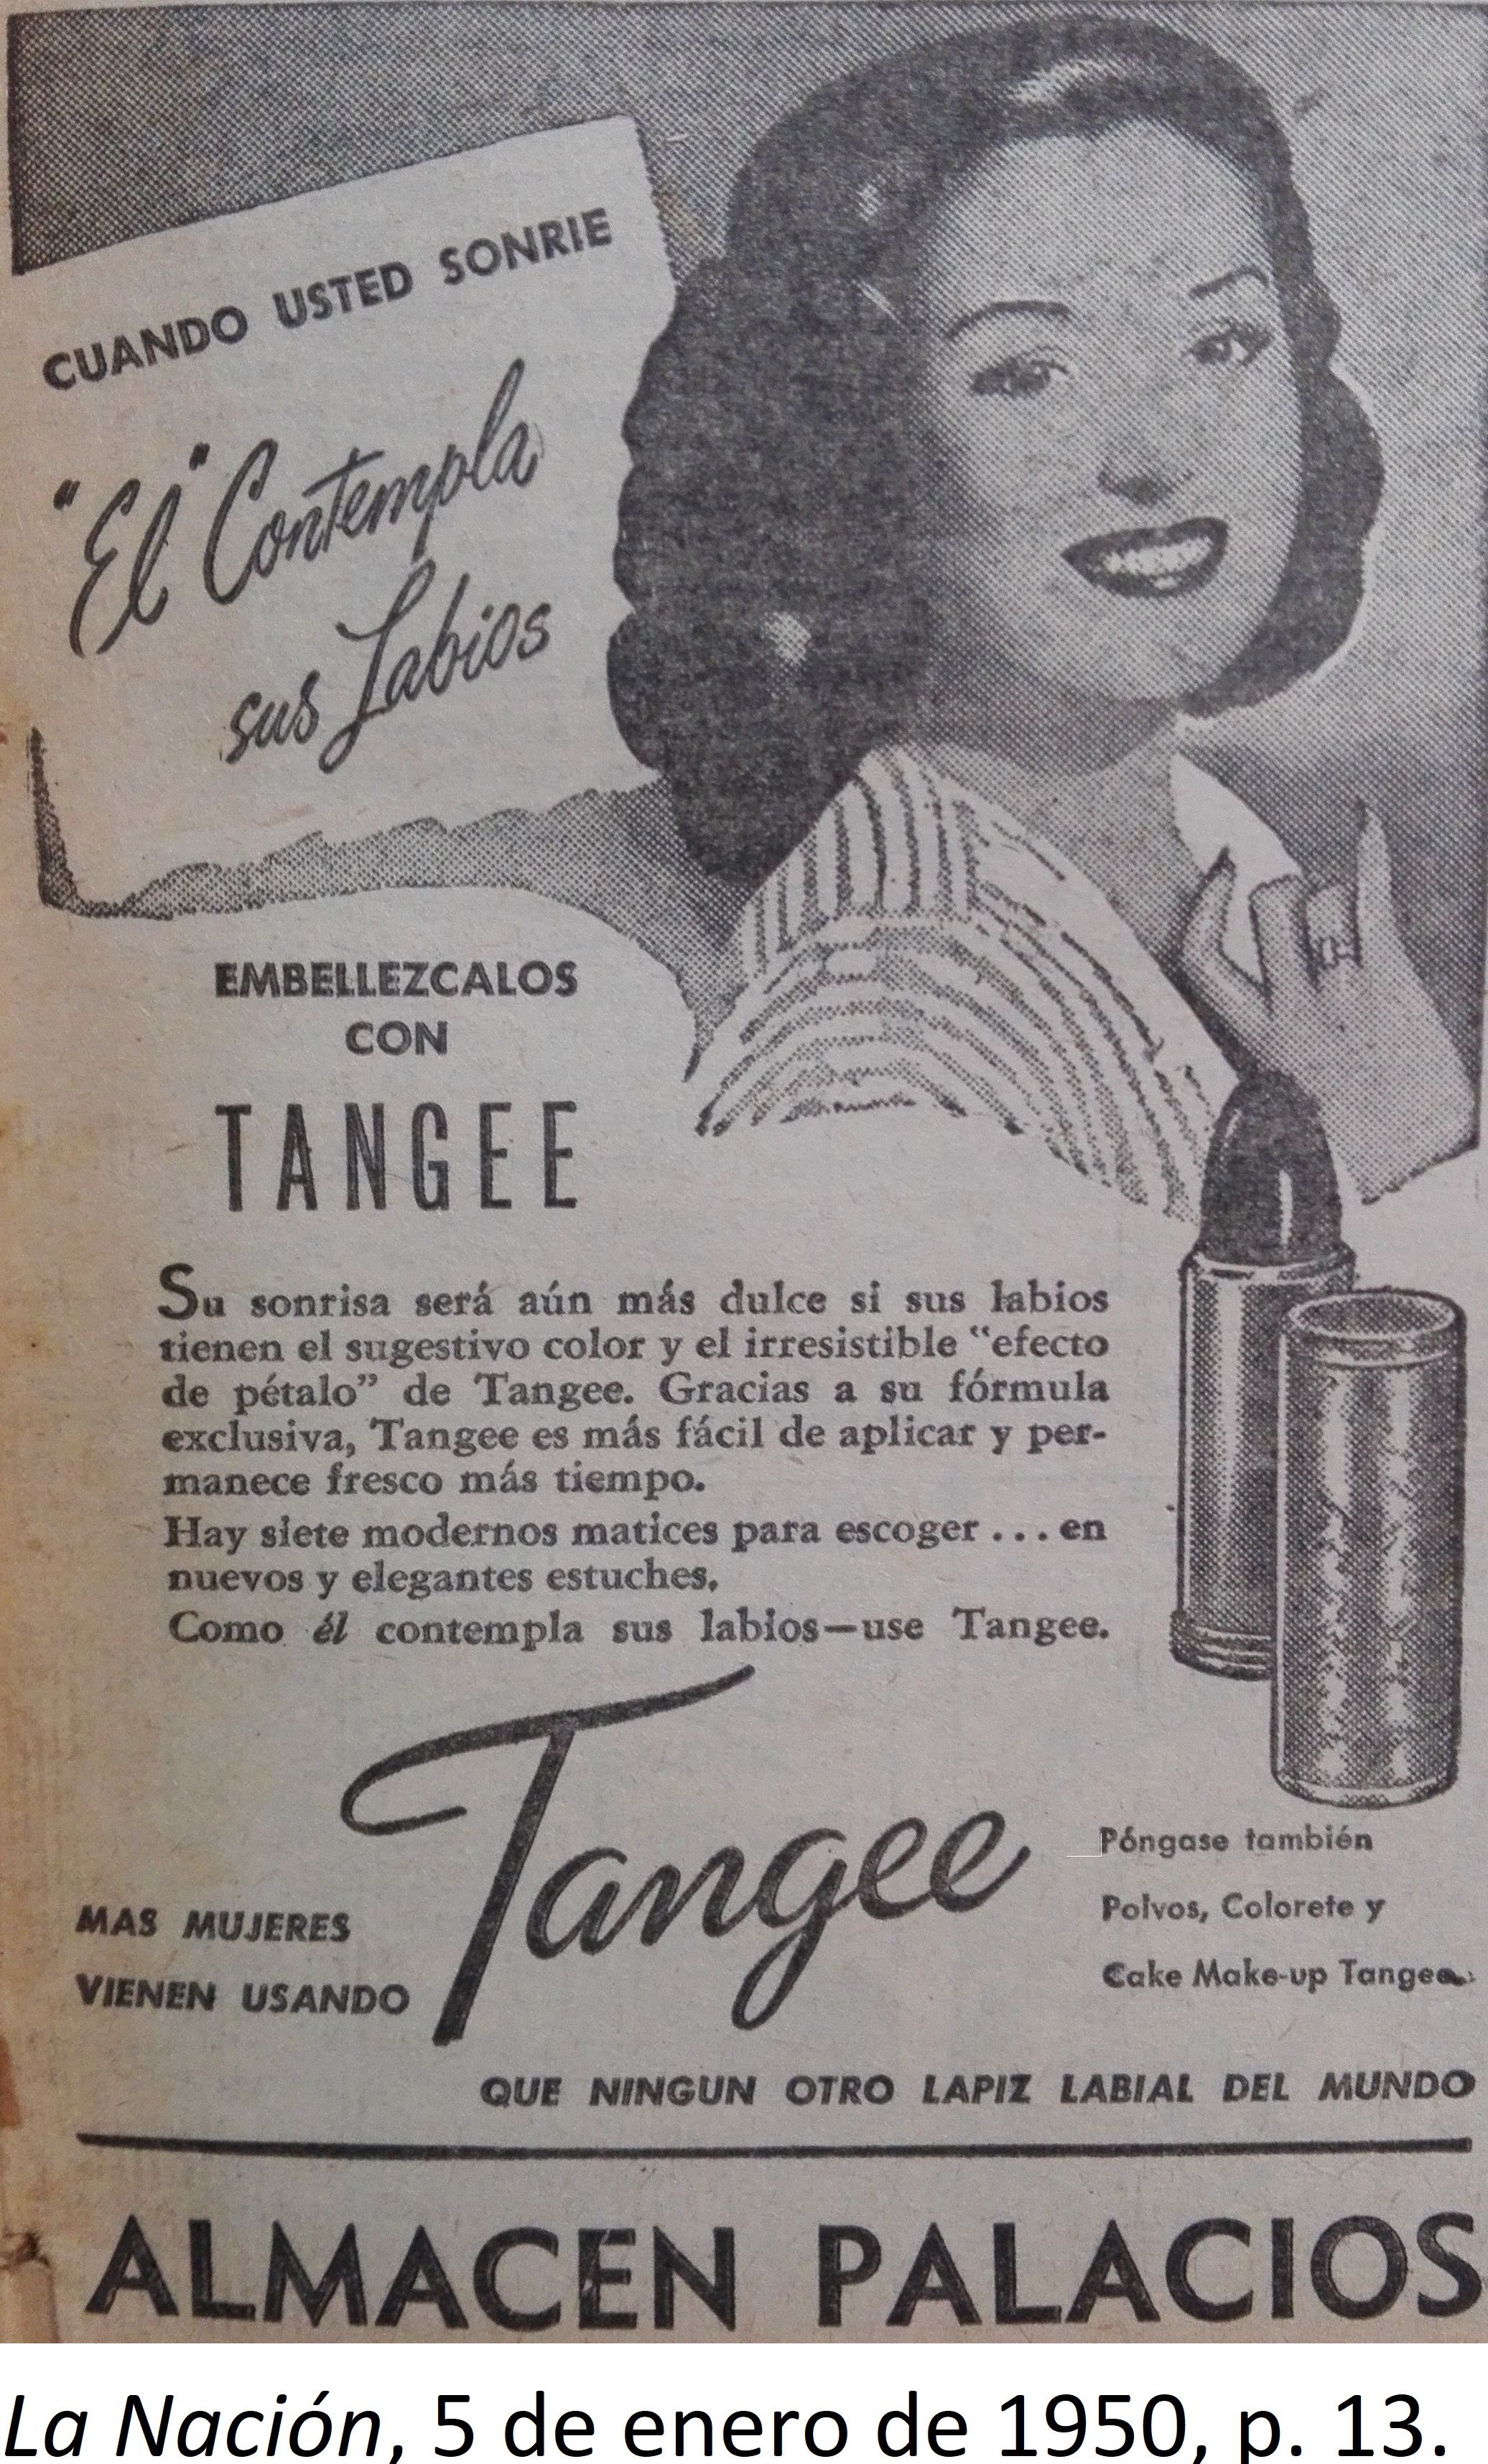 CUANDO USTED SONRIE
"El" Contempla
sus Labios
EMBELLEZCALOS
CON
TANGEE
Su sonrisa será aún más dulce si sus labios
tienen el sugestivo color y el irresistible “efecto
de pétalo” de Tangee. Gracias a su fórmula
exclusiva, Tangee es más fácil de aplicar y per-
manece fresco más tiempo.
Hay siete modernos matices para escoger ... en
nuevos y elegantes estuches.
Como él contempla sus labios—use Tangee.
MAS MUJERES
VIENEN USANDO
Tangee
Póngase también
Polvos, Colorete y
Cake Make-up Tangee.
QUE NINGUN OTRO LAPIZ LABIAL DEL MUNDO
ALMACEN PALACIOS
La Nación, 5 de enero de 1950, p. 13.